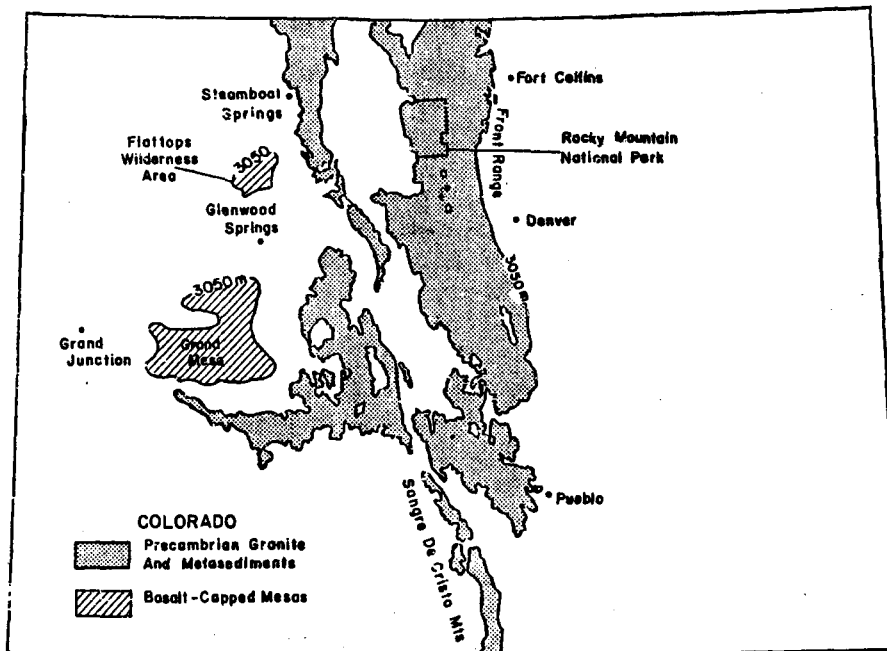 Fort Collins
Steamboat
Springs
Front Range
Rocky Mountain
National Park
Flattops
Wilderness
Area
3050
Glenwood
Springs
Denver
3050m
3050m
Grand
Junction
Grand
Mesa
Pueblo
Sangre De Cristo Mts
COLORADO
Precambrian Granite
And Metasediments
Basalt-Capped Mesas